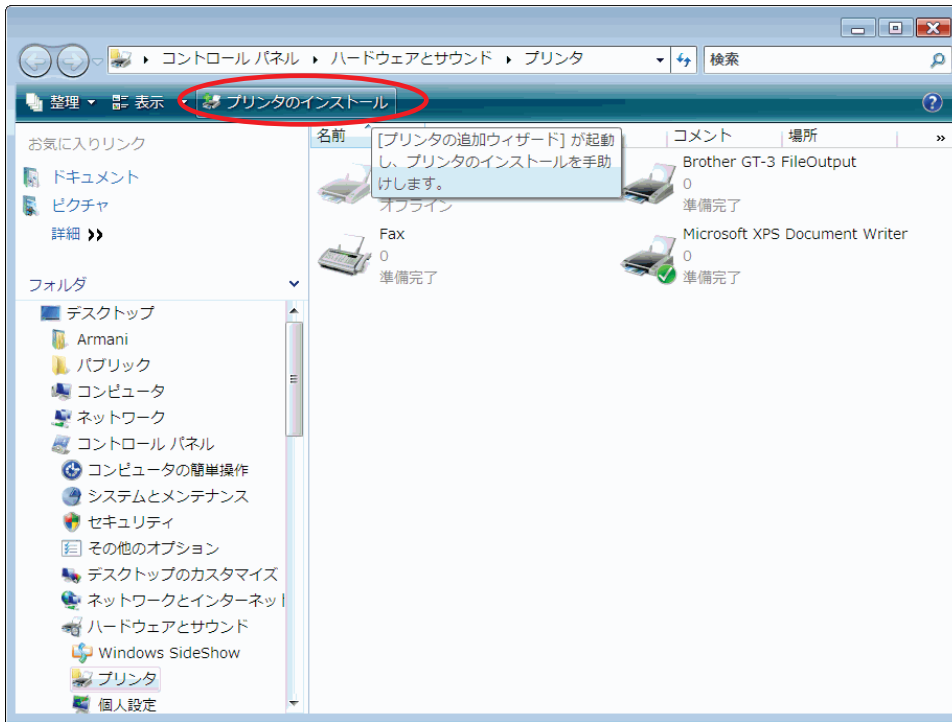 コントロール パネル ▸ ハードウェアとサウンド ▸ プリンタ
検索
整理 表示 プリンタのインストール
お気に入りリンク
ドキュメント
ピクチャ
詳細 »
フォルダ
デスクトップ
Armani
パブリック
コンピュータ
ネットワーク
コントロール パネル
コンピュータの簡単操作
システムとメンテナンス
セキュリティ
その他のオプション
デスクトップのカスタマイズ
ネットワークとインターネット
ハードウェアとサウンド
Windows SideShow
プリンタ
個人設定
名前 コメント 場所 »
[プリンタの追加ウィザード] が起動
し、プリンタのインストールを手助
けします。
オフライン
Brother GT-3 FileOutput
0
準備完了
Fax
0
準備完了
Microsoft XPS Document Writer
0
準備完了